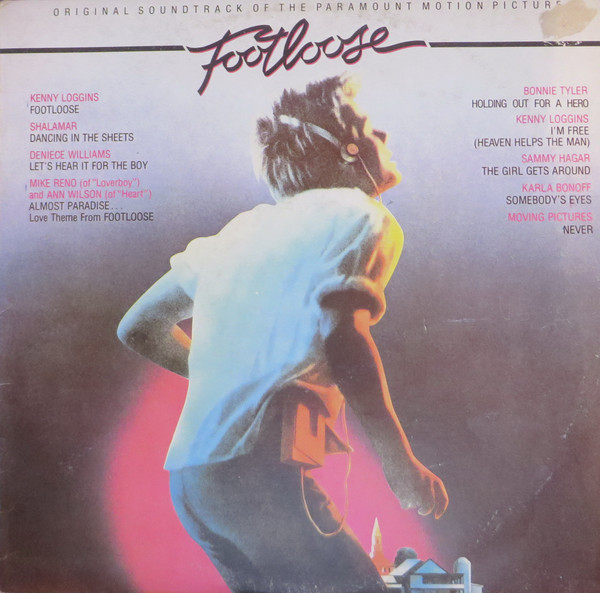 ORIGINAL SOUNDTRACK OF THE PARAMOUNT MOTION PICTURE
Footloose
KENNY LOGGINS
FOOTLOOSE
SHALAMAR
DANCING IN THE SHEETS
DENIECE WILLIAMS
LET'S HEAR IT FOR THE BOY
MIKE RENO (of "Loverboy")
and ANN WILSON (of "Heart")
ALMOST PARADISE...
Love Theme From FOOTLOOSE
BONNIE TYLER
HOLDING OUT FOR A HERO
KENNY LOGGINS
I'M FREE
(HEAVEN HELPS THE MAN)
SAMMY HAGAR
THE GIRL GETS AROUND
KARLA BONOFF
SOMEBODY'S EYES
MOVING PICTURES
NEVER